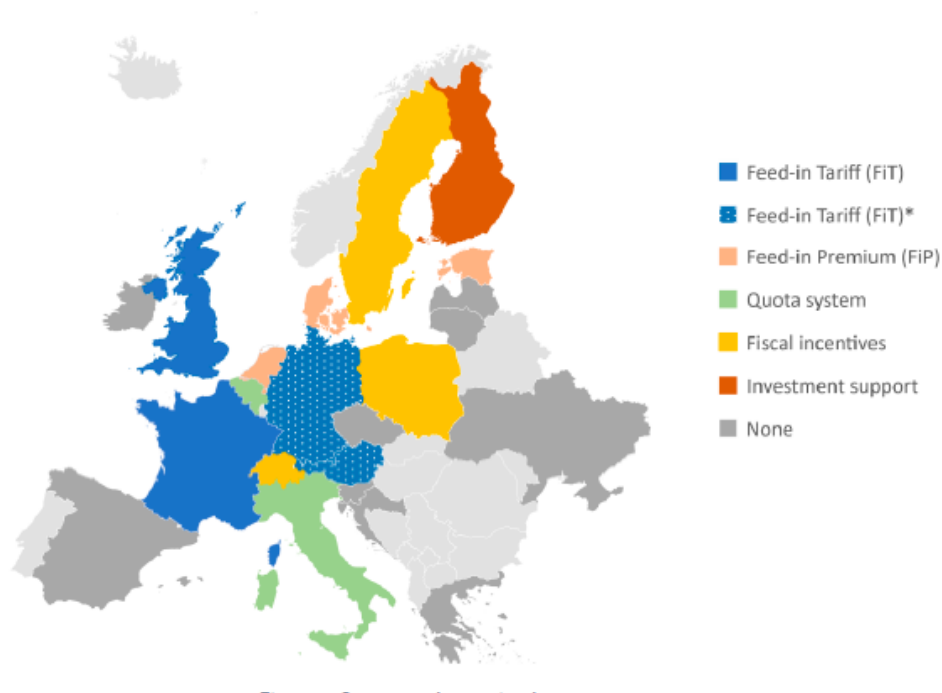 Feed-in Tariff (FiT)
Feed-in Tariff (FiT)*
Feed-in Premium (FiP)
Quota system
Fiscal incentives
Investment support
None